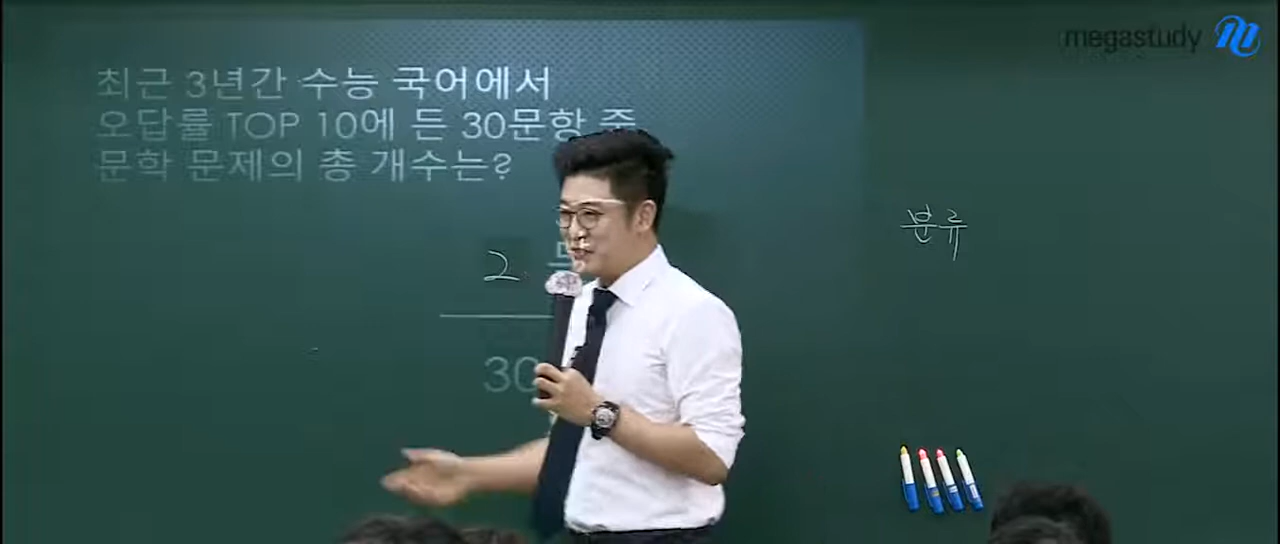 megastudy
최근 3년간 수능 국어에서
오답률 TOP 10에 든 30문항 중
문학 문제의 총 개수는?
분류
2.
30